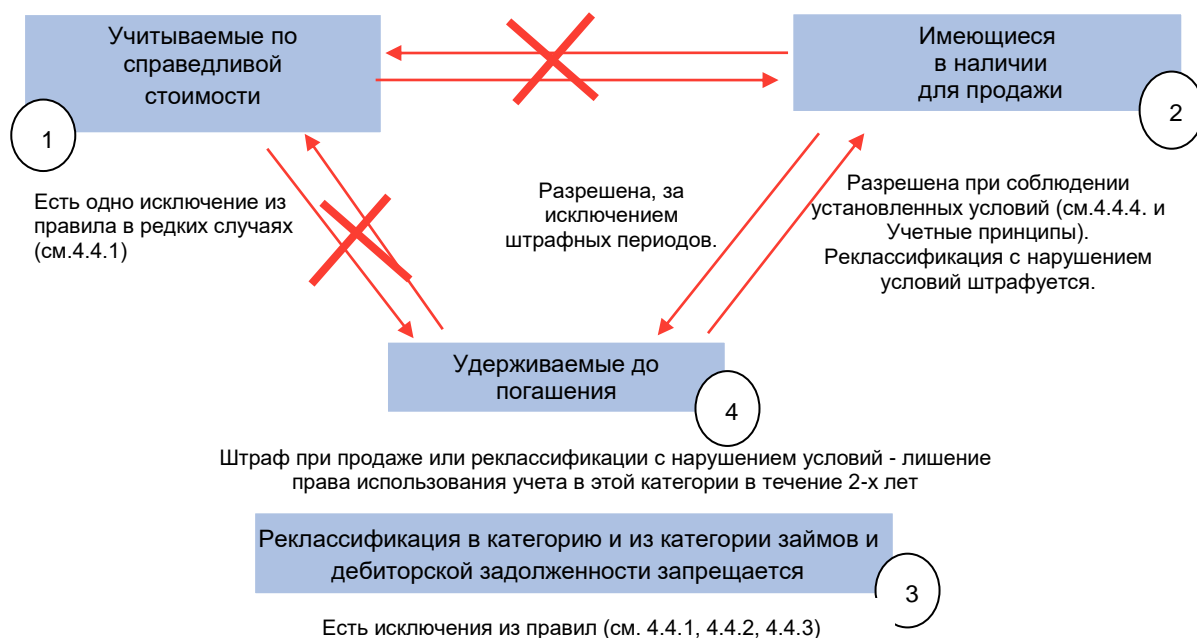 Учитываемые по
справедливой
стоимости
1
Имеющиеся
в наличии
для продажи
2
Есть одно исключение из
правила в редких случаях
(см.4.4.1)
Разрешена, за
исключением
штрафных периодов.
Разрешена при соблюдении
установленных условий (см.4.4.4. и
Учетные принципы).
Реклассификация с нарушением
условий штрафуется.
Удерживаемые до
погашения
4
Штраф при продаже или реклассификации с нарушением условий - лишение
права использования учета в этой категории в течение 2-х лет
Реклассификация в категорию и из категории займов и
дебиторской задолженности запрещается
3
Есть исключения из правил (см. 4.4.1, 4.4.2, 4.4.3)